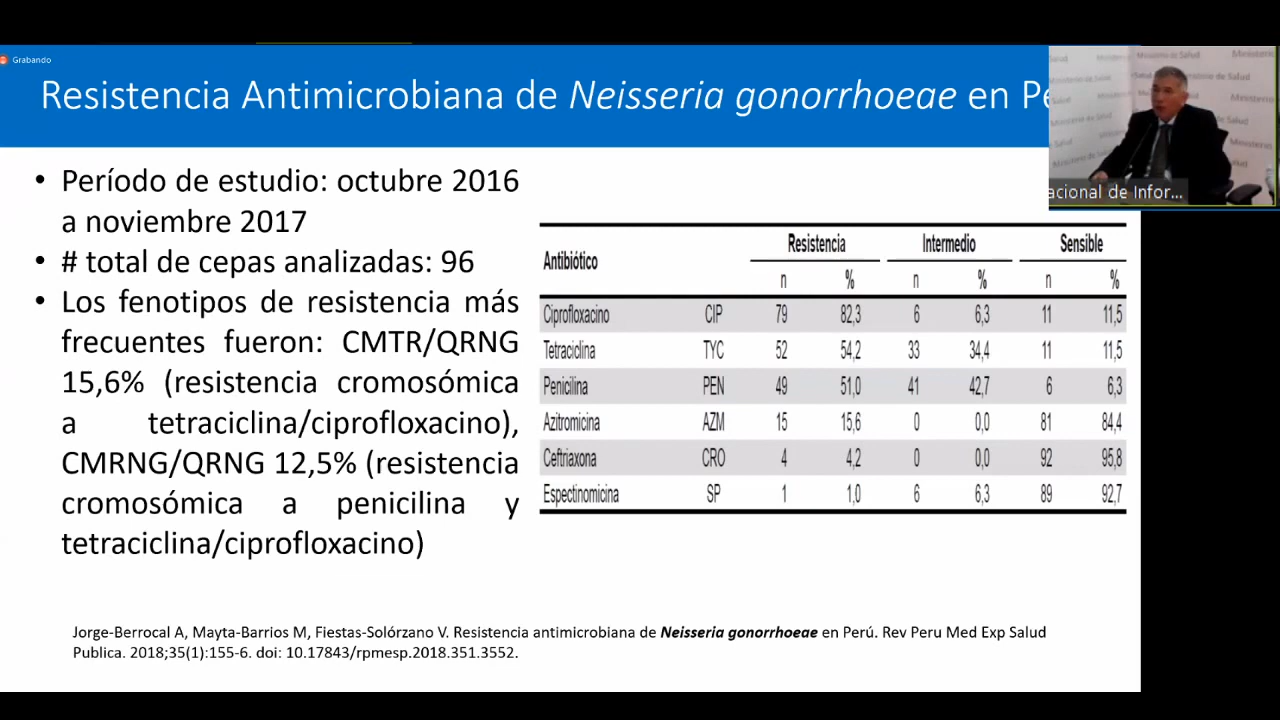 Grabando
Resistencia Antimicrobiana de Neisseria gonorrhoeae en Pe
acional de Infor...
• Período de estudio: octubre 2016
a noviembre 2017
• # total de cepas analizadas: 96
• Los fenotipos de resistencia más
frecuentes fueron: CMTR/QRNG
15,6% (resistencia cromosómica
a tetraciclina/ciprofloxacino),
CMRNG/QRNG 12,5% (resistencia
cromosómica a penicilina y
tetraciclina/ciprofloxacino)
Antibiótico Resistencia Intermedio Sensible
n % n % n %
Ciprofloxacino CIP 79 82,3 6 6,3 11 11,5
Tetraciclina TYC 52 54,2 33 34,4 11 11,5
Penicilina PEN 49 51,0 41 42,7 6 6,3
Azitromicina AZM 15 15,6 0 0,0 81 84,4
Ceftriaxona CRO 4 4,2 0 0,0 92 95,8
Espectinomicina SP 1 1,0 6 6,3 89 92,7
Jorge-Berrocal A, Mayta-Barrios M, Fiestas-Solórzano V. Resistencia antimicrobiana de Neisseria gonorrhoeae en Perú. Rev Peru Med Exp Salud
Publica. 2018;35(1):155-6. doi: 10.17843/rpmesp.2018.351.3552.